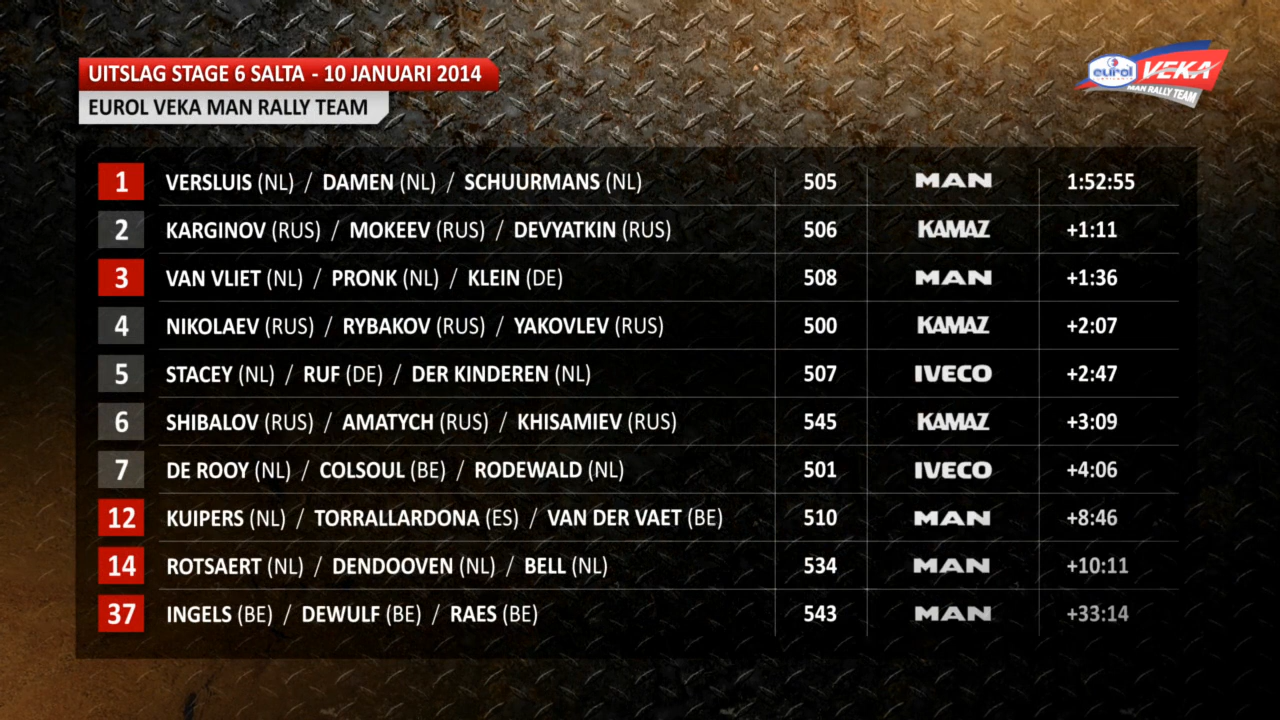 UITSLAG STAGE 6 SALTA - 10 JANUARI 2014
EUROL VEKA MAN RALLY TEAM
eurol VEKA
MAN RALLY TEAM
1 VERSLUIS (NL) / DAMEN (NL) / SCHUURMANS (NL) 505 MAN 1:52:55
2 KARGINOV (RUS) / MOKEEV (RUS) / DEVYATKIN (RUS) 506 KAMAZ +1:11
3 VAN VLIET (NL) / PRONK (NL) / KLEIN (DE) 508 MAN +1:36
4 NIKOLAEV (RUS) / RYBAKOV (RUS) / YAKOVLEV (RUS) 500 KAMAZ +2:07
5 STACEY (NL) / RUF (DE) / DER KINDEREN (NL) 507 IVECO +2:47
6 SHIBALOV (RUS) / AMATYCH (RUS) / KHISAMIEV (RUS) 545 KAMAZ +3:09
7 DE ROOY (NL) / COLSOUL (BE) / RODEWALD (NL) 501 IVECO +4:06
12 KUIPERS (NL) / TORRALLARDONA (ES) / VAN DER VAET (BE) 510 MAN +8:46
14 ROTSAERT (NL) / DENDOOVEN (NL) / BELL (NL) 534 MAN +10:11
37 INGELS (BE) / DEWULF (BE) / RAES (BE) 543 MAN +33:14